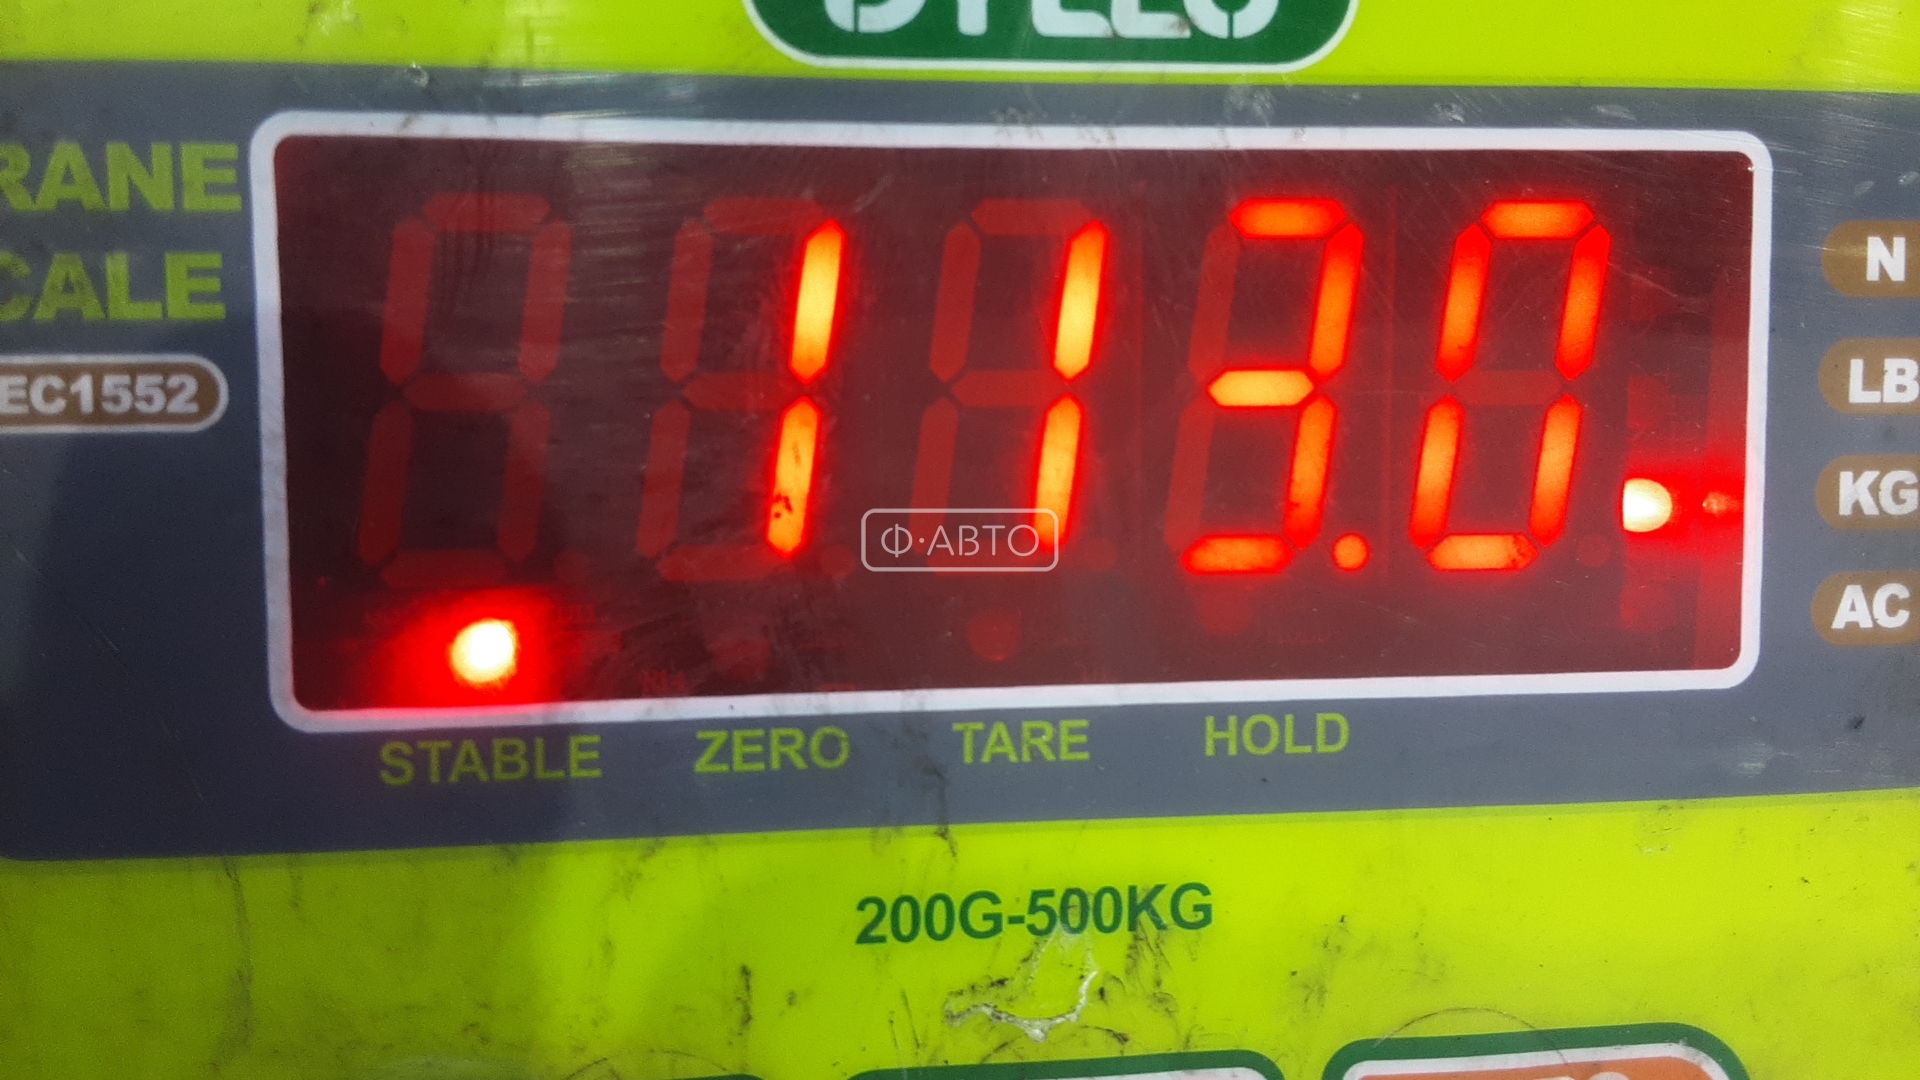 RANE
CALE
EC1552
113.0
N
LB
KG
AC
Ф·АВТО
STABLE ZERO TARE HOLD
200G-500KG